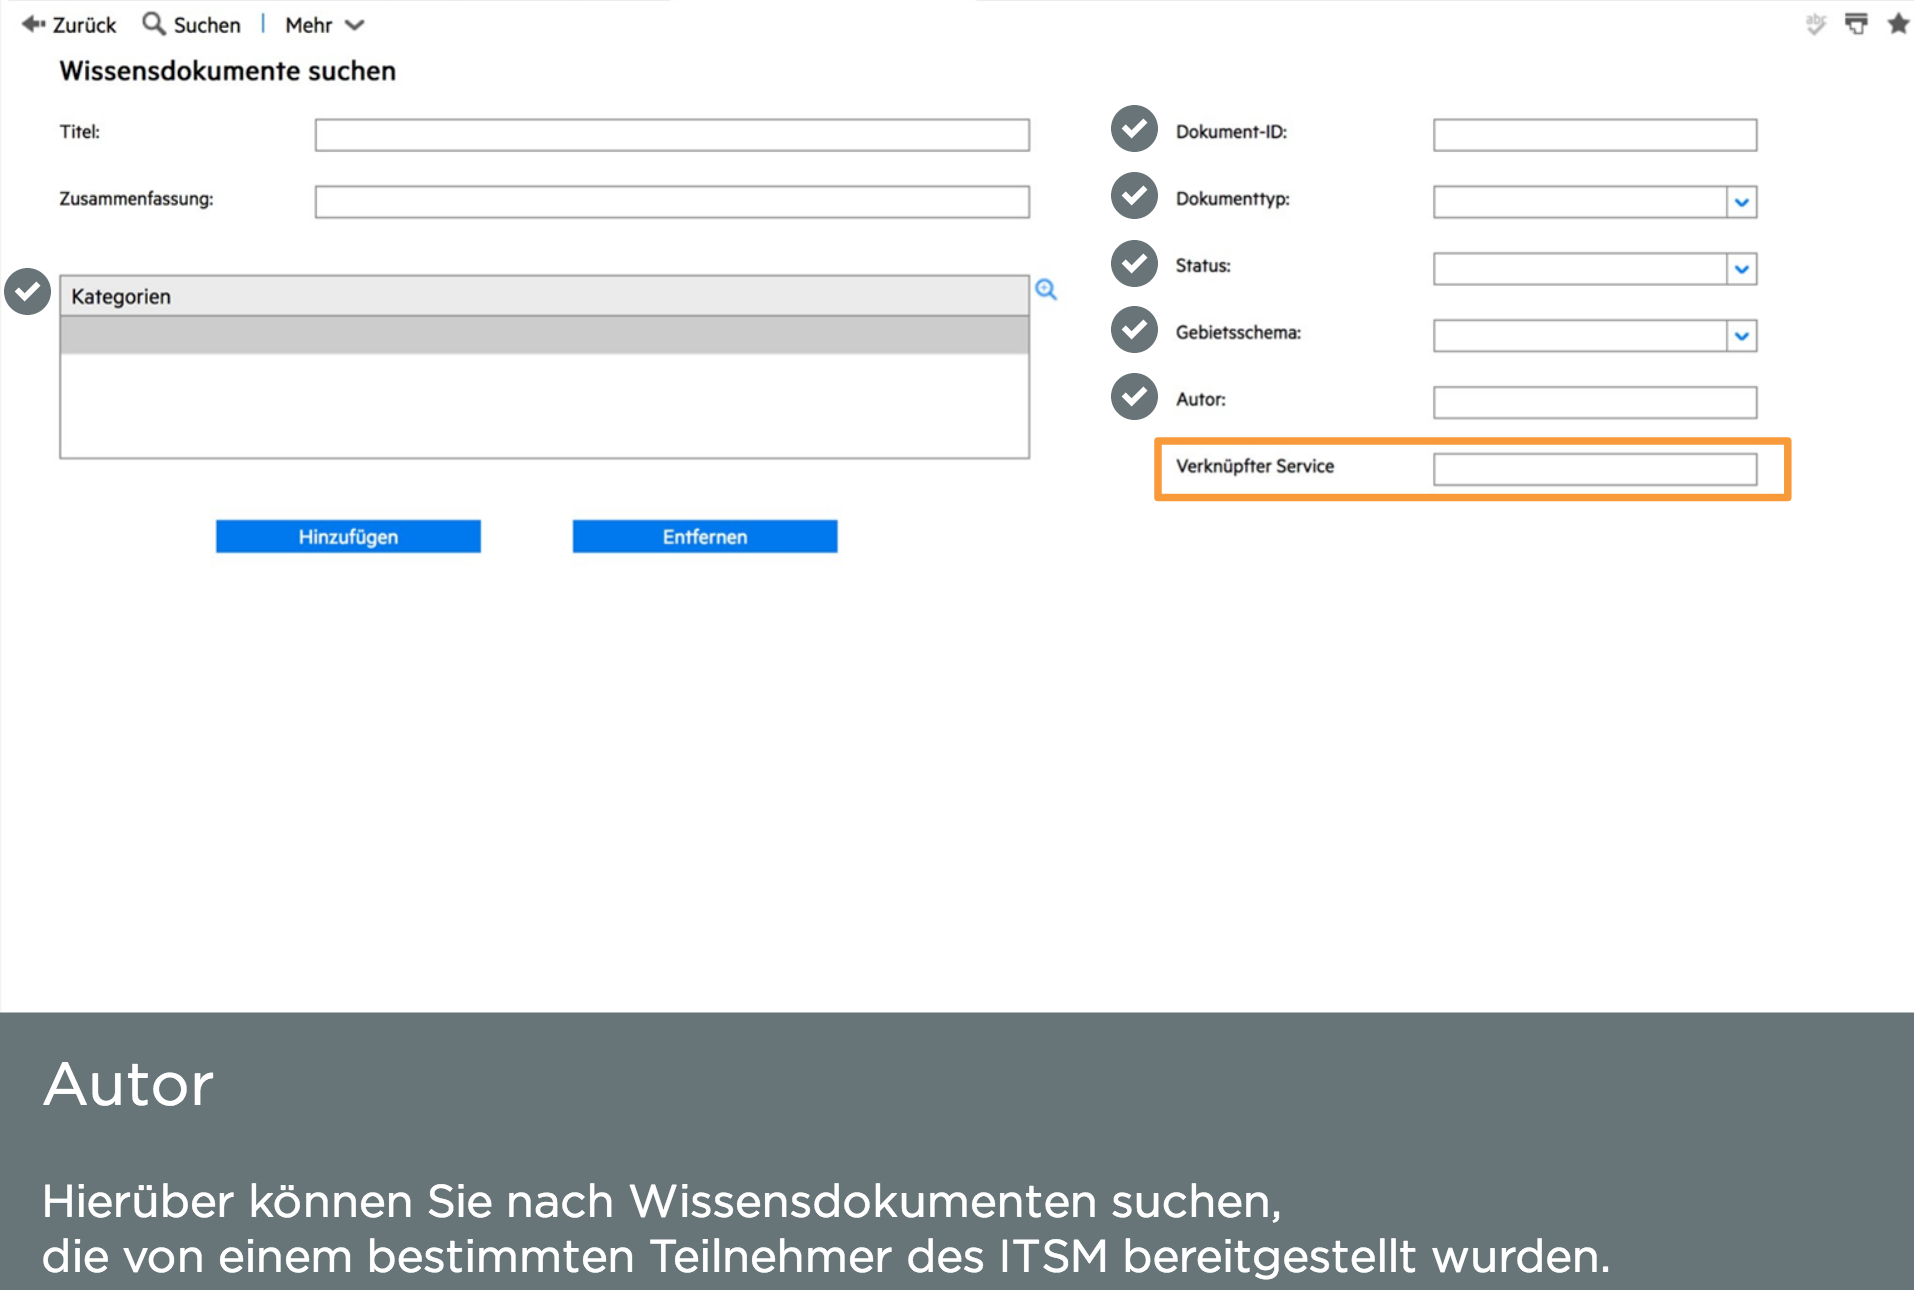 Zurück Suchen Mehr
abc
Wissensdokumente suchen
Titel:
Zusammenfassung:
Kategorien
Hinzufügen Entfernen
Dokument-ID:
Dokumenttyp:
Status:
Gebietsschema:
Autor:
Verknüpfter Service
Autor
Hierüber können Sie nach Wissensdokumenten suchen,
die von einem bestimmten Teilnehmer des ITSM bereitgestellt wurden.